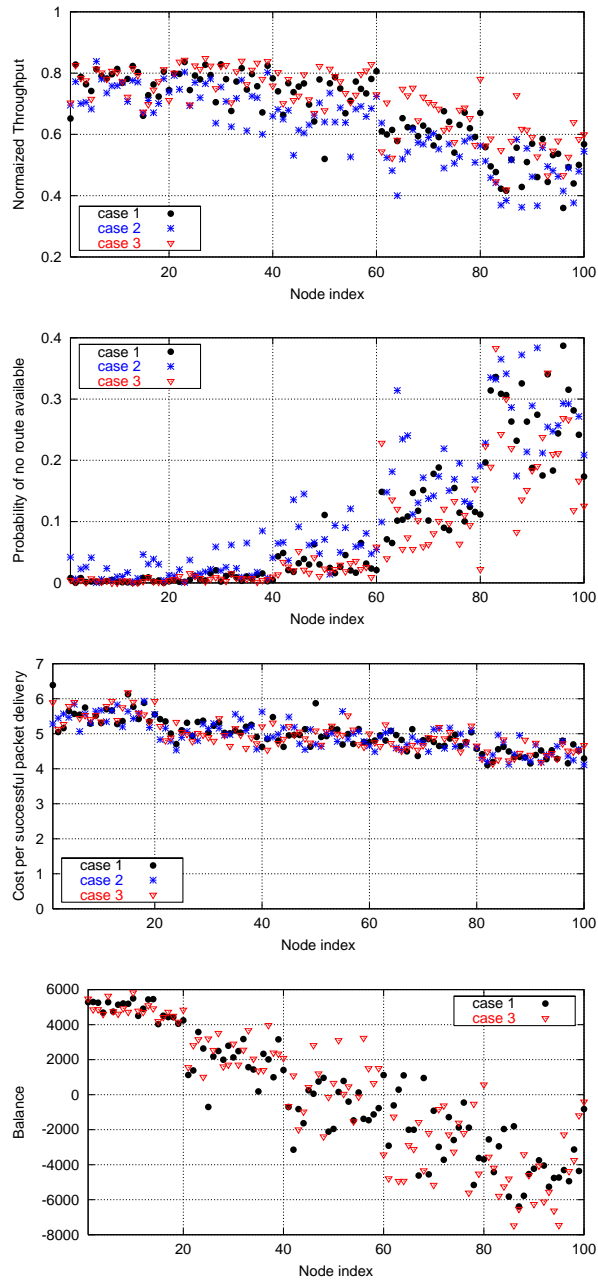 1
0.8
0.6
0.4
0.2
Normaized Throughput
case 1
case 2
case 3
20 40 60 80 100
Node index
0.4
0.3
0.2
0.1
0
Probability of no route available
case 1
case 2
case 3
20 40 60 80 100
Node index
7
6
5
4
3
2
1
0
Cost per successful packet delivery
case 1
case 2
case 3
20 40 60 80 100
Node index
6000
4000
2000
0
-2000
-4000
-6000
-8000
Balance
case 1
case 3
20 40 60 80 100
Node index